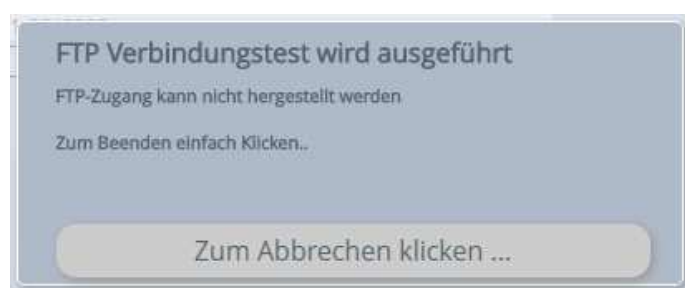 FTP Verbindungstest wird ausgeführt
FTP-Zugang kann nicht hergestellt werden
Zum Beenden einfach Klicken..
Zum Abbrechen klicken ...